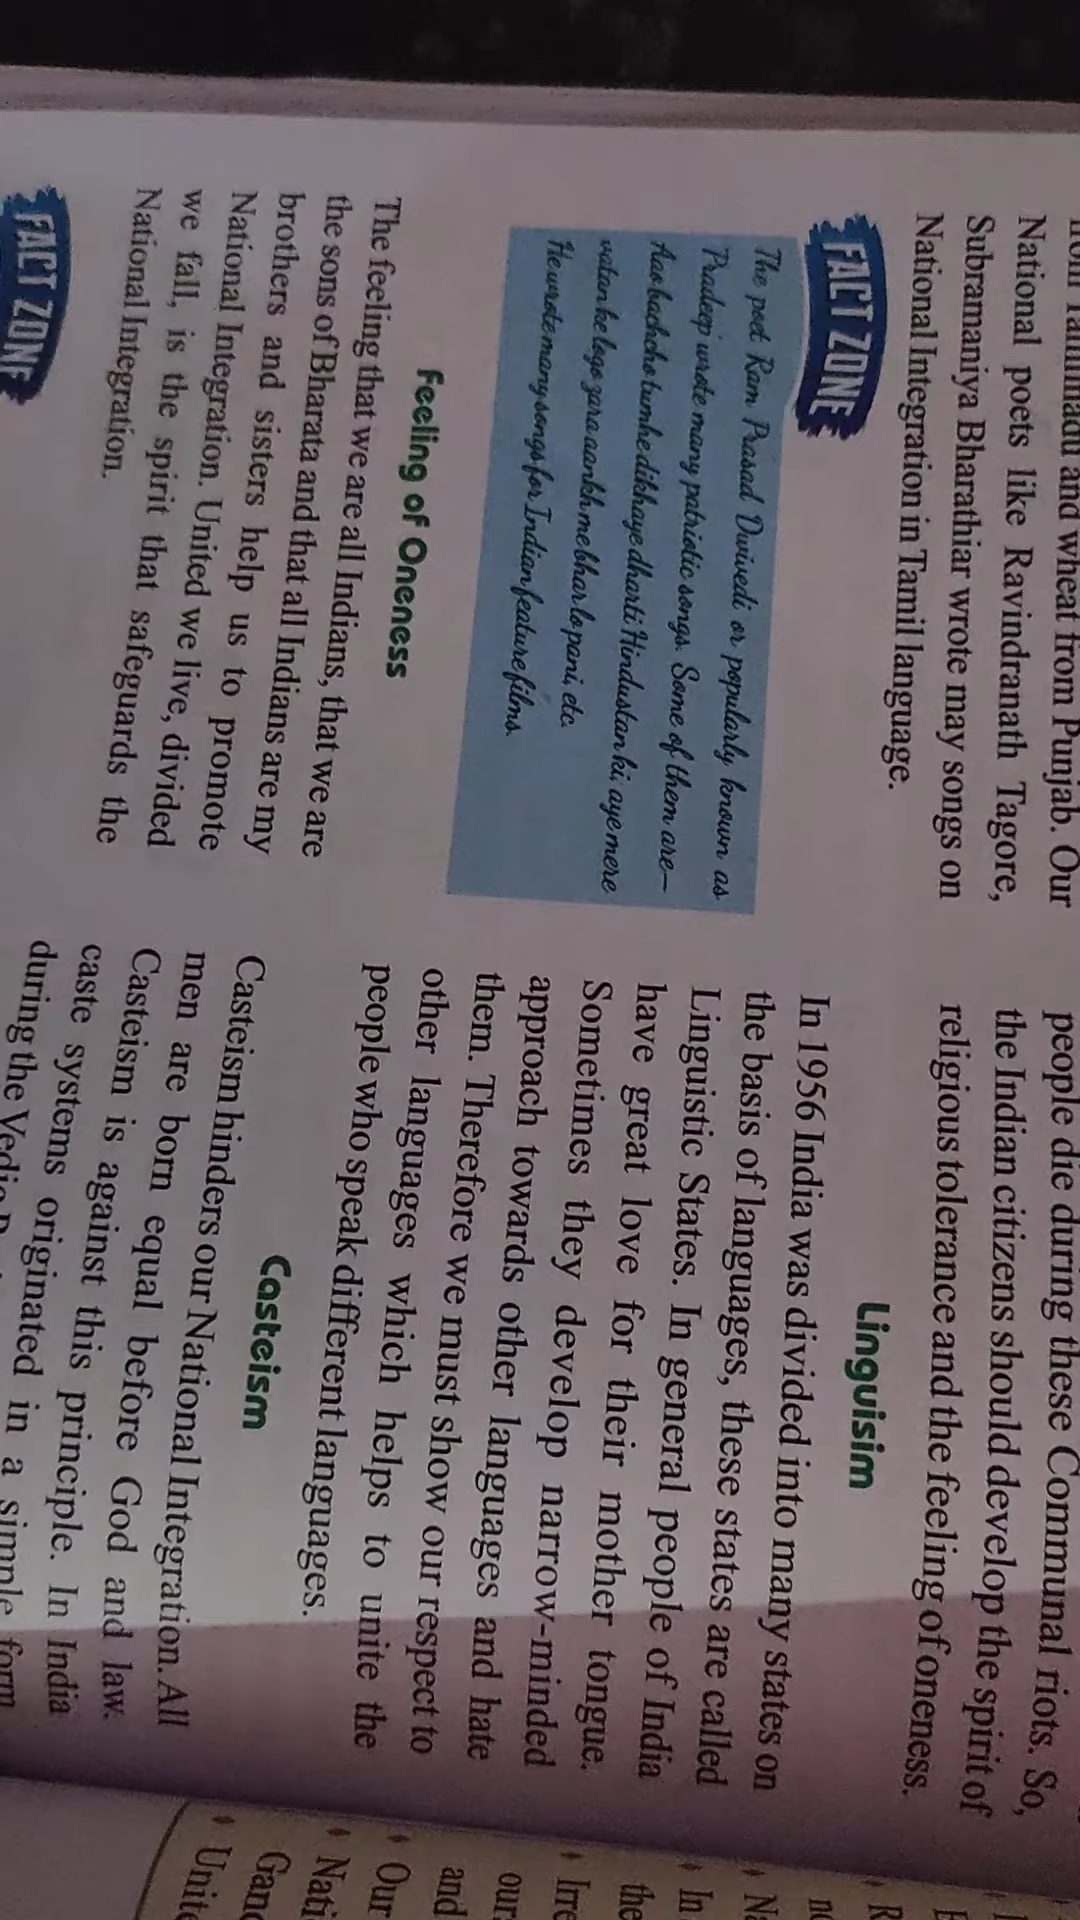 and wheat from Punjab. Our
National poets like Ravindranath Tagore,
Subramaniya Bharathiar wrote may songs on
National Integration in Tamil language.
FACT ZONE
The poet Ram Prasad Dwivedi or popularly known as
Pradeep wrote many patriotic songs. Some of them are-
Aao bachcho tumhe dikhaye dharti Hindustan ki, aye mere
watan ke logo zara aankh me bhar lo pani, etc.
He wrote many songs for Indian feature films.
Feeling of Oneness
The feeling that we are all Indians, that we are
the sons of Bharata and that all Indians are my
brothers and sisters help us to promote
National Integration. United we live, divided
we fall, is the spirit that safeguards the
National Integration.
FACT ZONE
people die during these Communal riots. So,
the Indian citizens should develop the spirit of
religious tolerance and the feeling of oneness.
Linguisim
In 1956 India was divided into many states on
the basis of languages, these states are called
Linguistic States. In general people of India
have great love for their mother tongue.
Sometimes they develop narrow-minded
approach towards other languages and hate
them. Therefore we must show our respect to
other languages which helps to unite the
people who speak different languages.
Casteism
Casteism hinders our National Integration. All
men are born equal before God and law.
Casteism is against this principle. In India
caste systems originated in a simple form
during the
In
the
our
and
Our